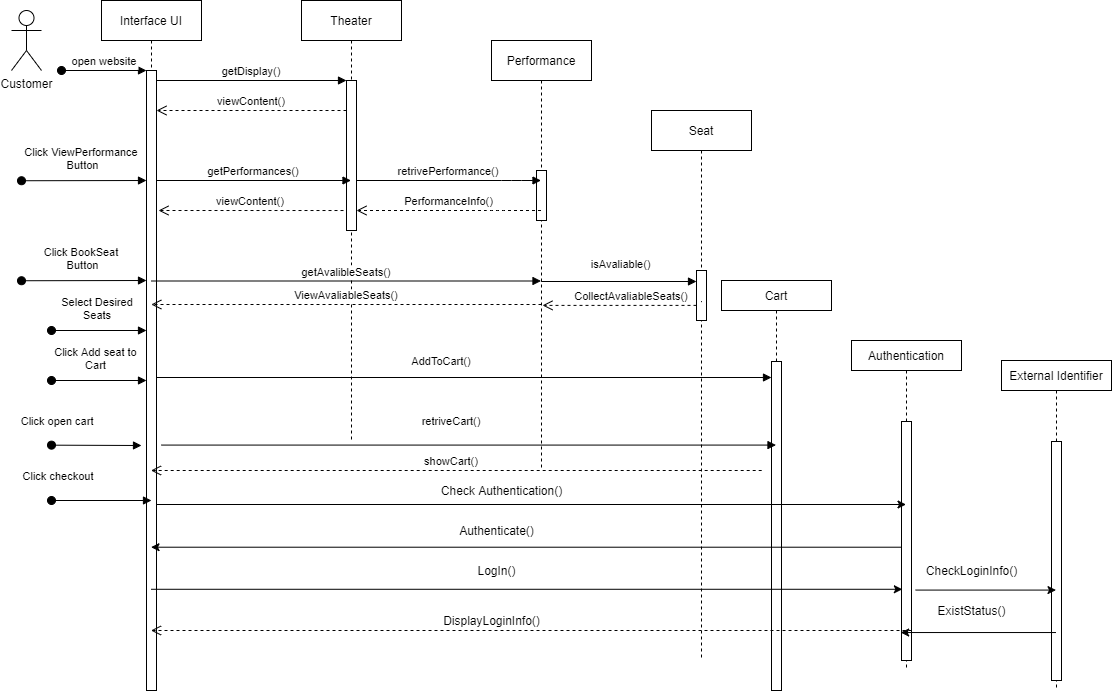 Interface UI
Theater
Performance
Customer
open website
getDisplay()
viewContent()
Seat
Click ViewPerformance
Button
getPerformances()
retrivePerformance()
viewContent()
PerformanceInfo()
Click BookSeat
Button
getAvalibleSeats()
isAvaliable()
Cart
Select Desired
Seats
ViewAvaliableSeats()
CollectAvaliableSeats()
Click Add seat to
Cart
AddToCart()
Authentication
External Identifier
Click open cart
retriveCart()
showCart()
Click checkout
Check Authentication()
Authenticate()
LogIn()
CheckLoginInfo()
ExistStatus()
DisplayLoginInfo()